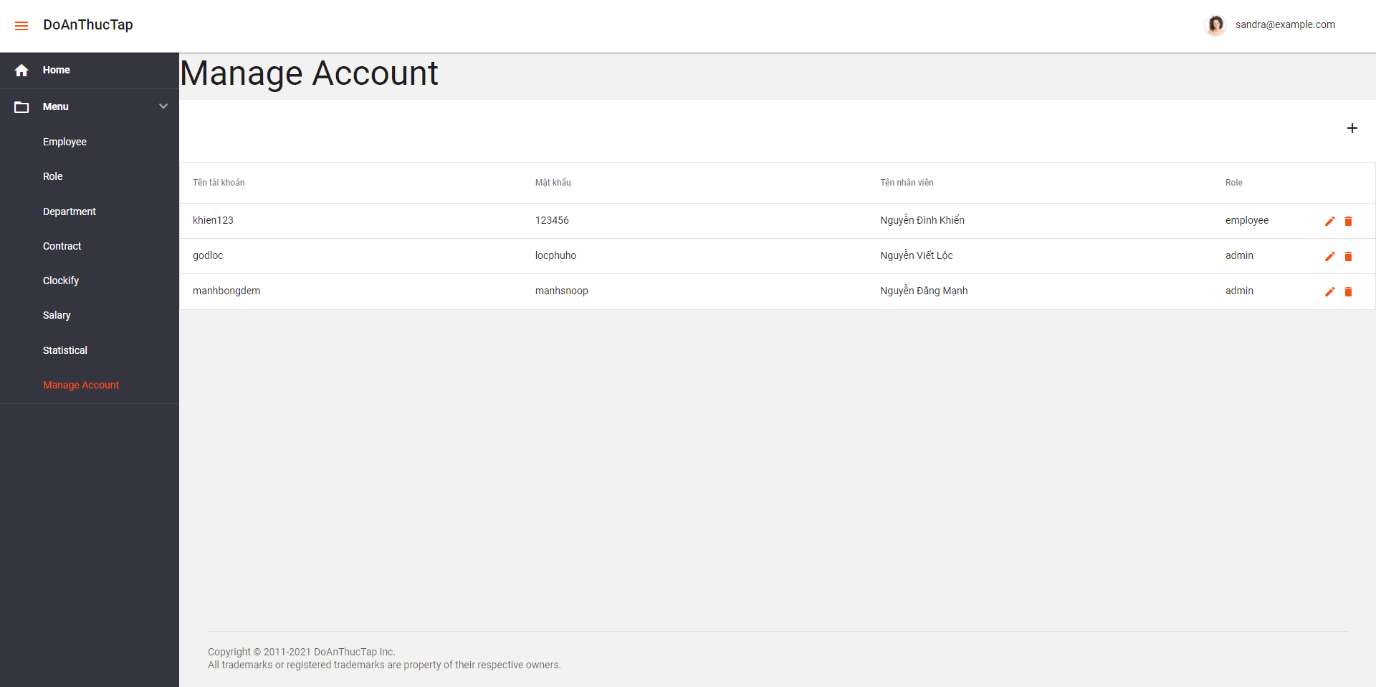 DoAnThucTap
sandra@example.com
Home
Menu
Employee
Role
Department
Contract
Clockify
Salary
Statistical
Manage Account
Manage Account
Tên tài khoản Mật khẩu Tên nhân viên Role
khien123 123456 Nguyễn Đình Khiển employee
godloc locphuho Nguyễn Viết Lộc admin
manhbongdem manhsnoop Nguyễn Đăng Mạnh admin
Copyright © 2011-2021 DoAnThucTap Inc.
All trademarks or registered trademarks are property of their respective owners.